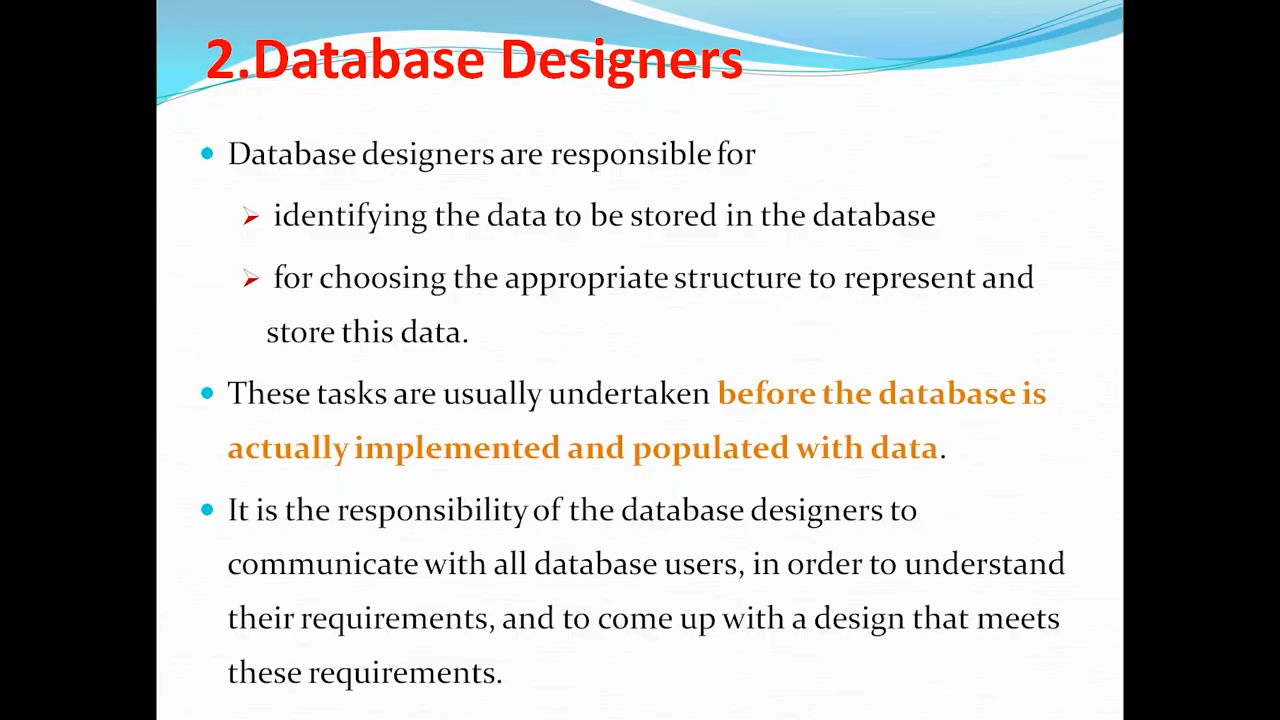 2.Database Designers
Database designers are responsible for
identifying the data to be stored in the database
for choosing the appropriate structure to represent and
store this data.
These tasks are usually undertaken before the database is
actually implemented and populated with data.
It is the responsibility of the database designers to
communicate with all database users, in order to understand
their requirements, and to come up with a design that meets
these requirements.